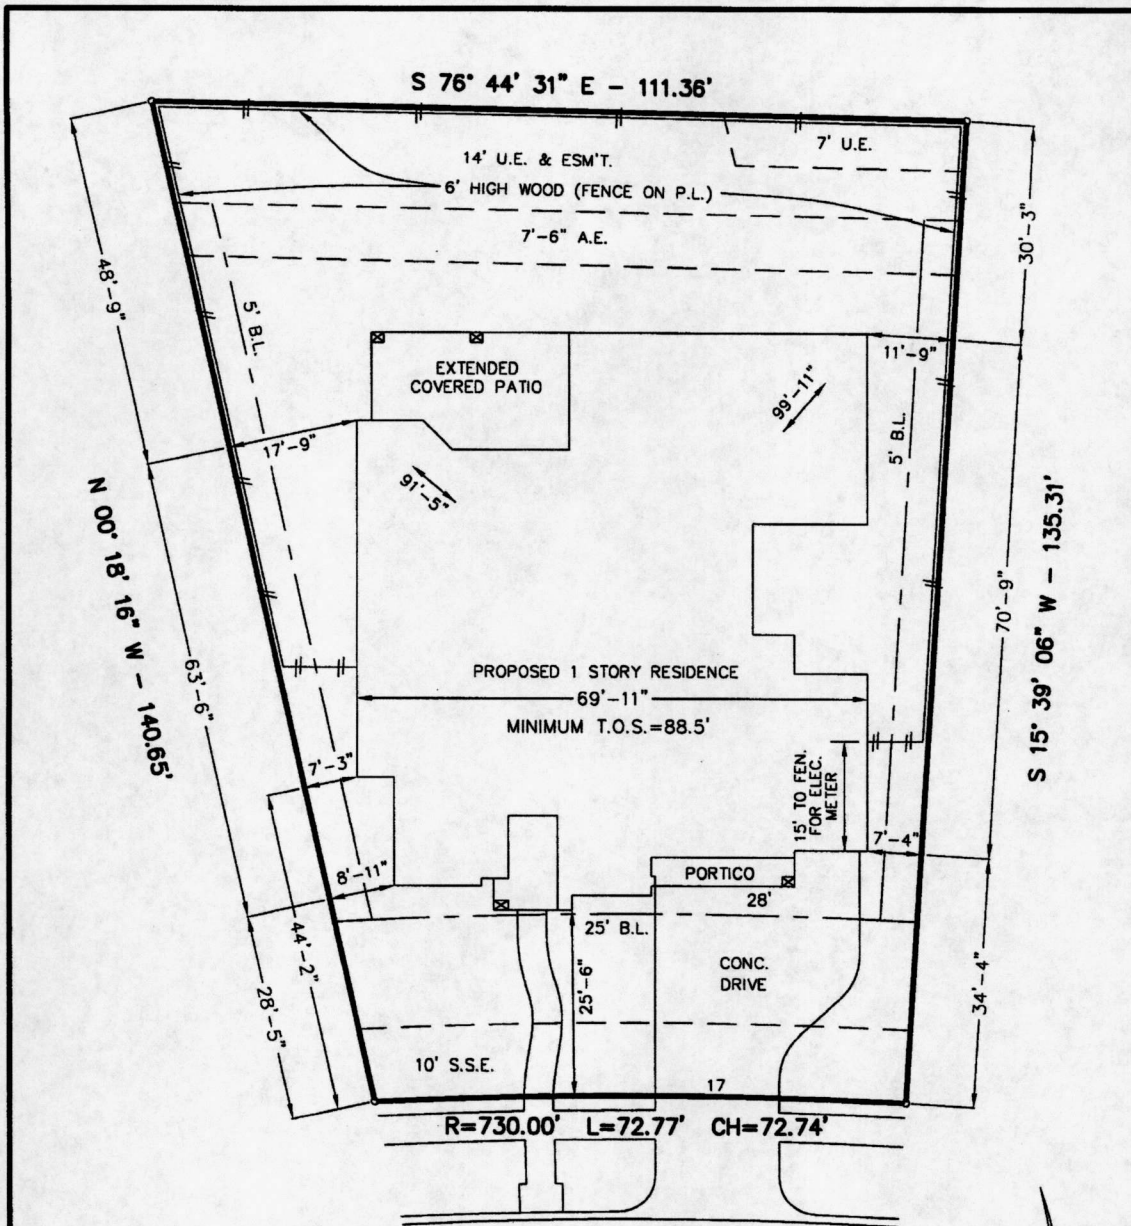 S 76° 44' 31" E - 111.36'
7' U.E.
14' U.E. & ESM'T.
6' HIGH WOOD (FENCE ON P.L.)
7'-6" A.E.
30'-3"
48'-9"
5' B.L.
EXTENDED
COVERED PATIO
11'-9"
99'-11"
17'-9"
5' B.L.
91'-5"
N 00° 18' 16" W - 140.65'
S 15° 39' 06" W - 135.31'
70'-9"
63'-6"
PROPOSED 1 STORY RESIDENCE
69'-11"
MINIMUM T.O.S.=88.5'
7'-3"
15' TO FEN.
FOR ELEC.
METER
7'-4"
8'-11"
PORTICO
28'
25' B.L.
44'-2"
28'-5"
25'-6"
CONC.
DRIVE
34'-4"
10' S.S.E.
17
R=730.00' L=72.77' CH=72.74'